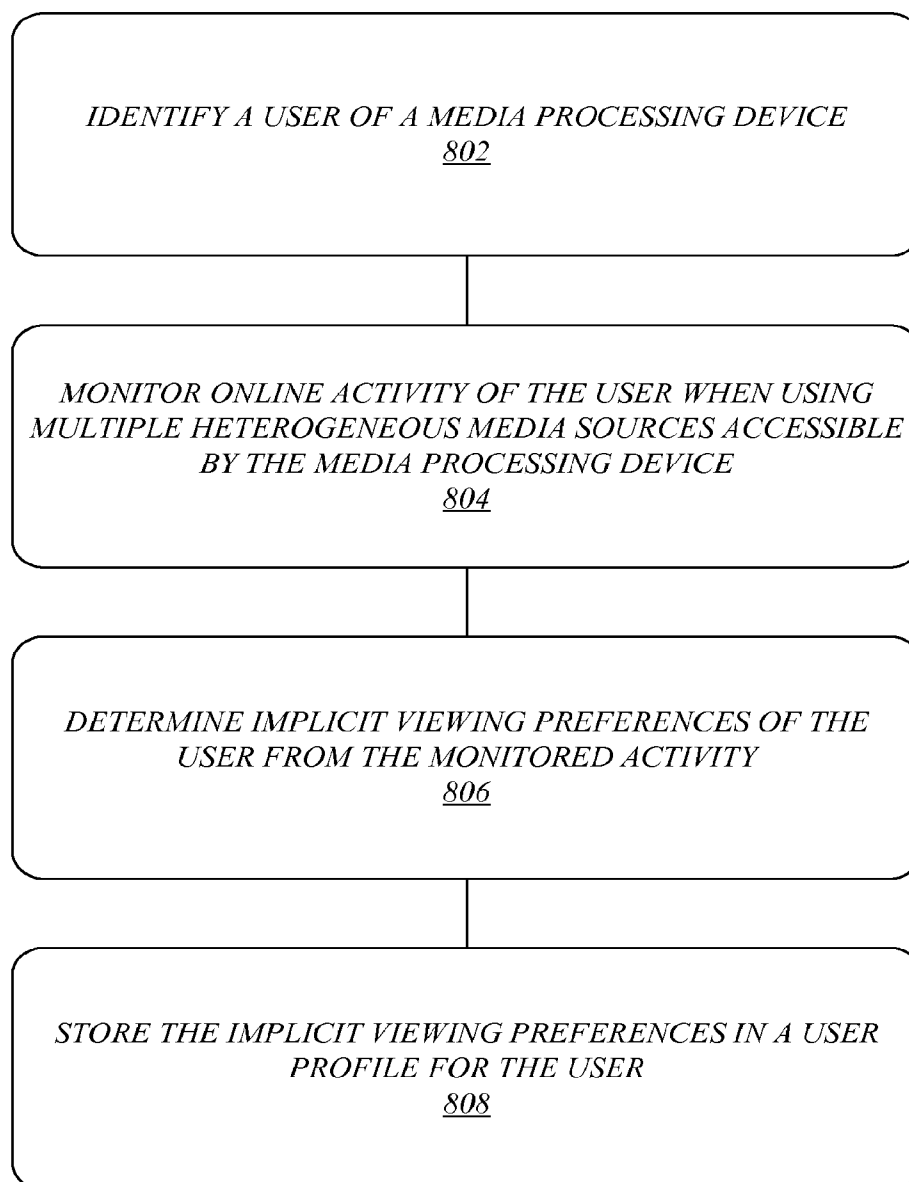 IDENTIFY A USER OF A MEDIA PROCESSING DEVICE
802
MONITOR ONLINE ACTIVITY OF THE USER WHEN USING
MULTIPLE HETEROGENEOUS MEDIA SOURCES ACCESSIBLE
BY THE MEDIA PROCESSING DEVICE
804
DETERMINE IMPLICIT VIEWING PREFERENCES OF THE
USER FROM THE MONITORED ACTIVITY
806
STORE THE IMPLICIT VIEWING PREFERENCES IN A USER
PROFILE FOR THE USER
808